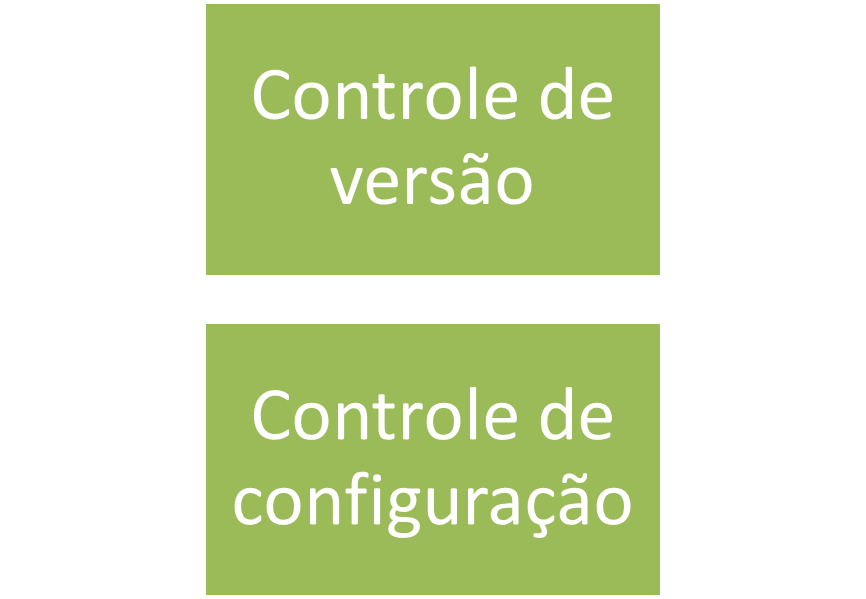 Controle de
versão
Controle de
configuração